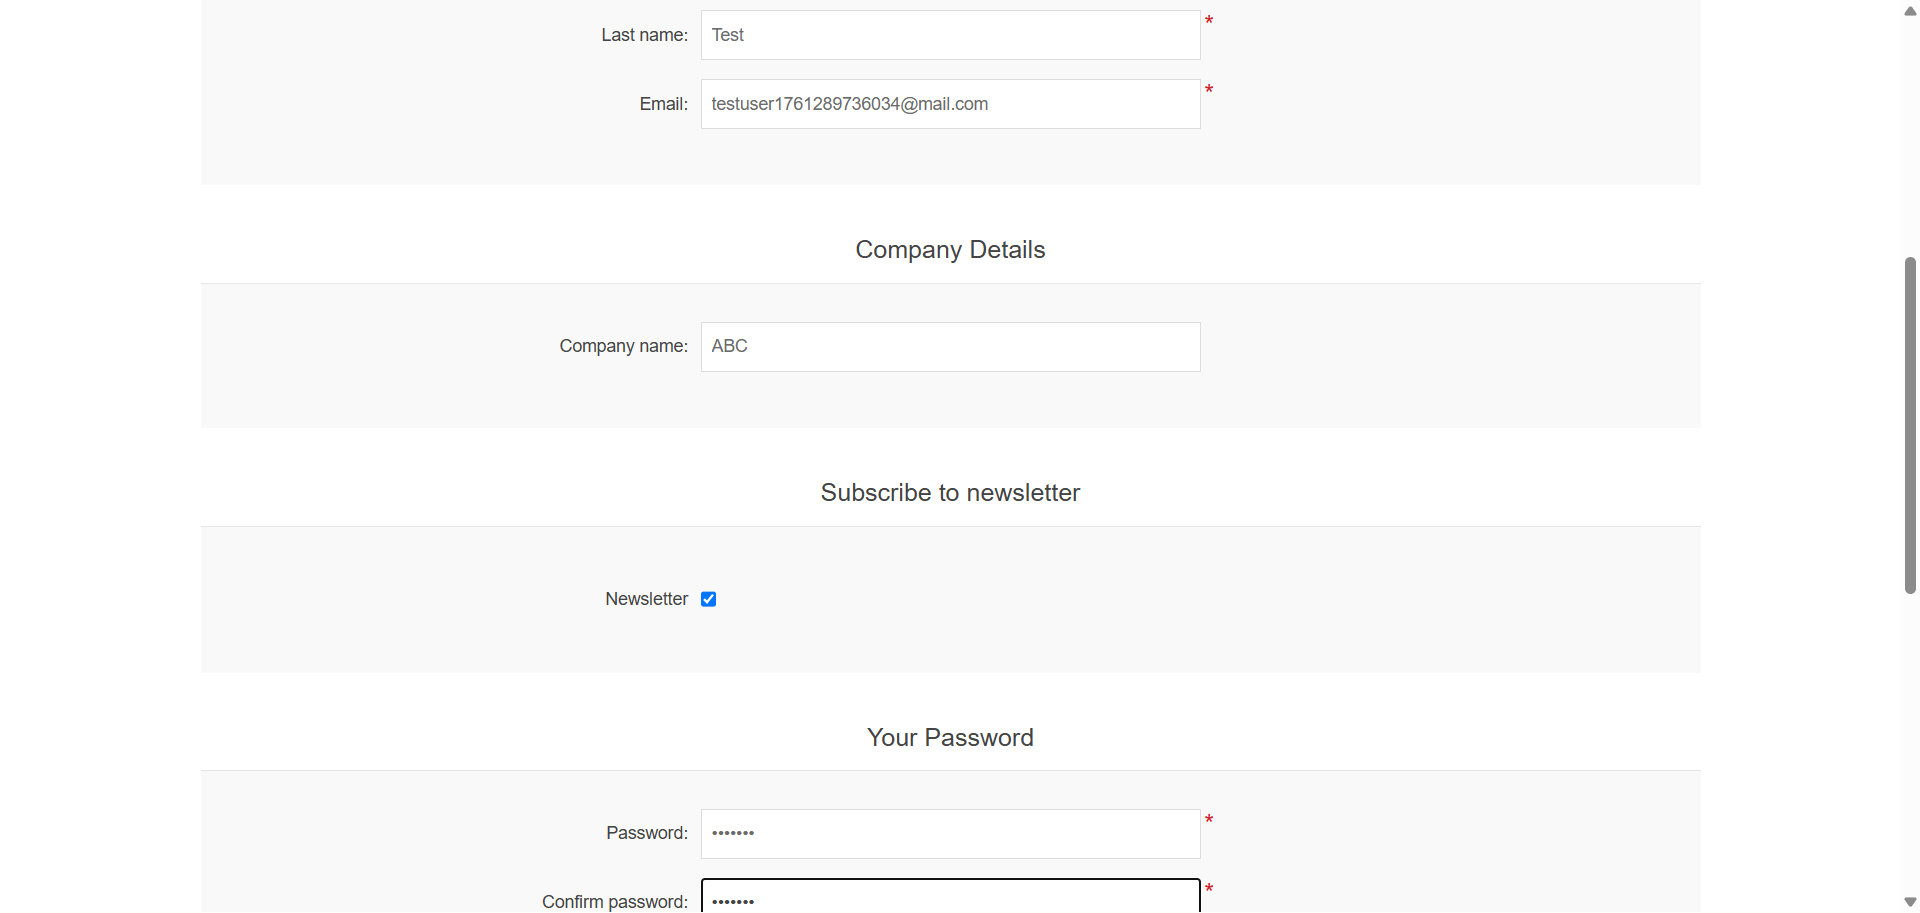 Last name: Test *
Email: testuser1761289736034@mail.com *
Company Details
Company name: ABC
Subscribe to newsletter
Newsletter
Your Password
Password: ••••••• *
Confirm password: ••••••• *